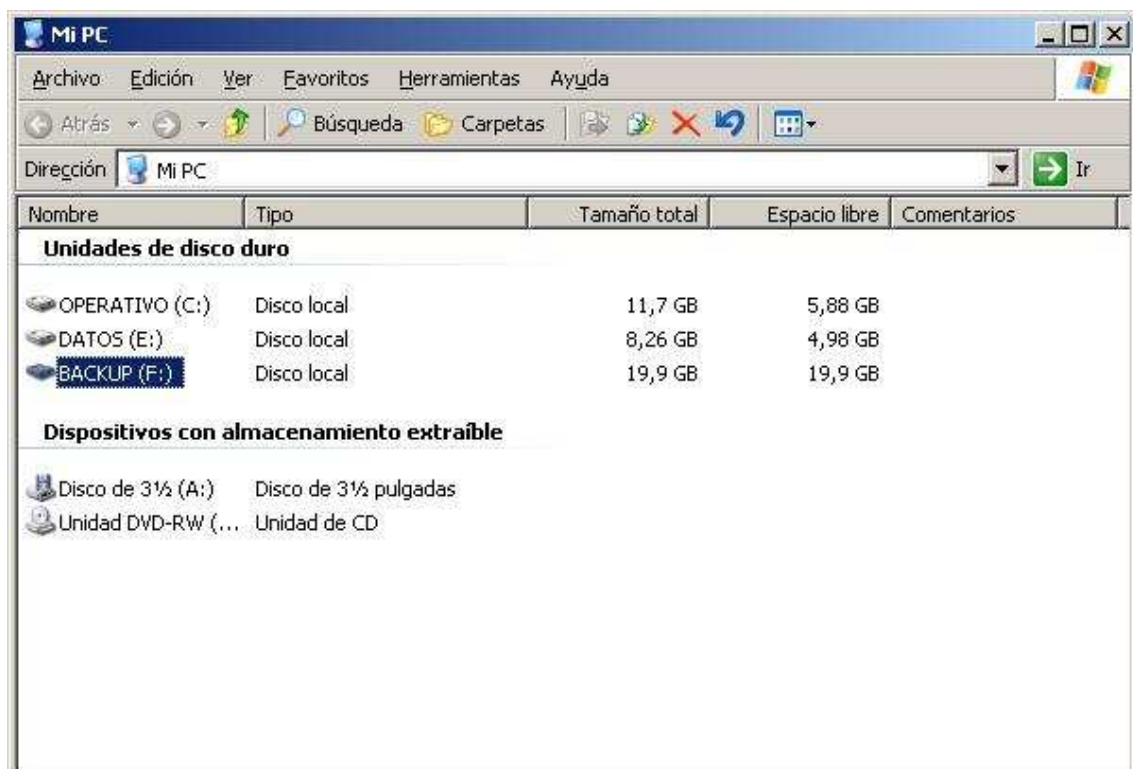 Mi PC
Archivo Edición Ver Favoritos Herramientas Ayuda
Atrás Búsqueda Carpetas
Dirección Mi PC Ir
Nombre Tipo Tamaño total Espacio libre Comentarios
Unidades de disco duro
OPERATIVO (C:) Disco local 11,7 GB 5,88 GB
DATOS (E:) Disco local 8,26 GB 4,98 GB
BACKUP (F:) Disco local 19,9 GB 19,9 GB
Dispositivos con almacenamiento extraíble
Disco de 3½ (A:) Disco de 3½ pulgadas
Unidad DVD-RW (... Unidad de CD